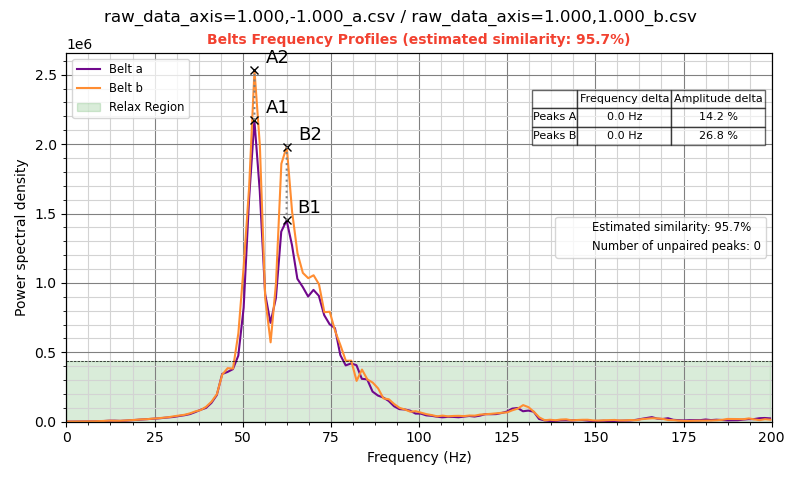 raw_data_axis=1.000,-1.000_a.csv / raw_data_axis=1.000,1.000_b.csv
Belts Frequency Profiles (estimated similarity: 95.7%)
1e6
Belt a
Belt b
Relax Region
A2
A1
B2
B1
Frequency delta Amplitude delta
Peaks A 0.0 Hz 14.2 %
Peaks B 0.0 Hz 26.8 %
Estimated similarity: 95.7%
Number of unpaired peaks: 0
Power spectral density
2.5
2.0
1.5
1.0
0.5
0.0
0 25 50 75 100 125 150 175 200
Frequency (Hz)